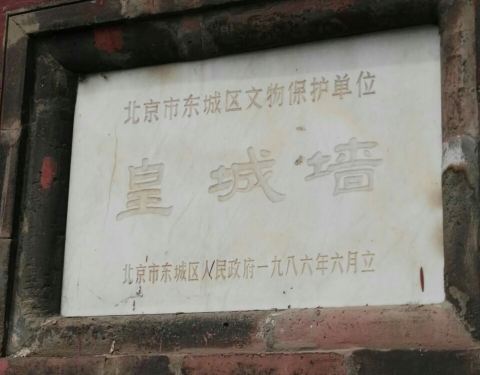 北京市东城区文物保护单位
皇城墙
北京市东城区人民政府一九八六年六月立